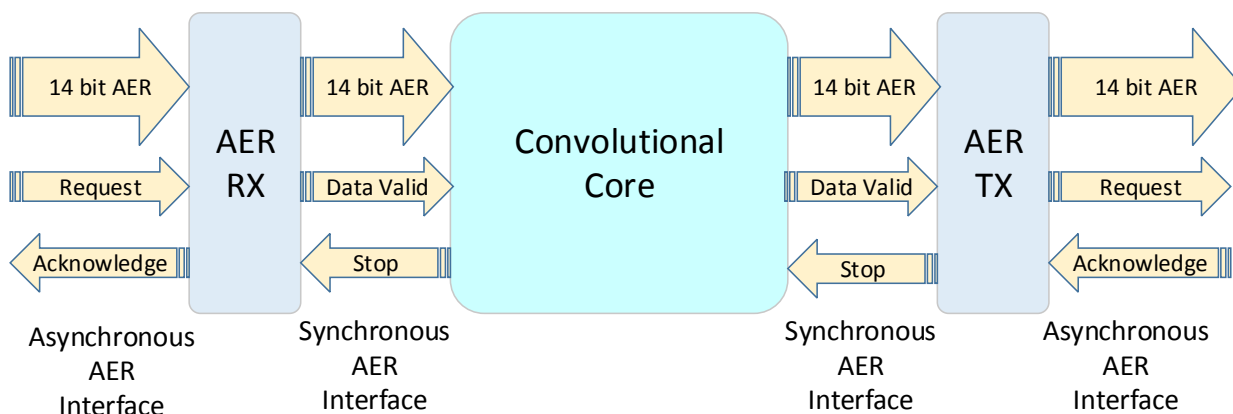 14 bit AER
14 bit AER
14 bit AER
14 bit AER
AER
RX
Convolutional
Core
AER
TX
Request
Data Valid
Data Valid
Request
Acknowledge
Stop
Stop
Acknowledge
Asynchronous
AER
Interface
Synchronous
AER
Interface
Synchronous
AER
Interface
Asynchronous
AER
Interface